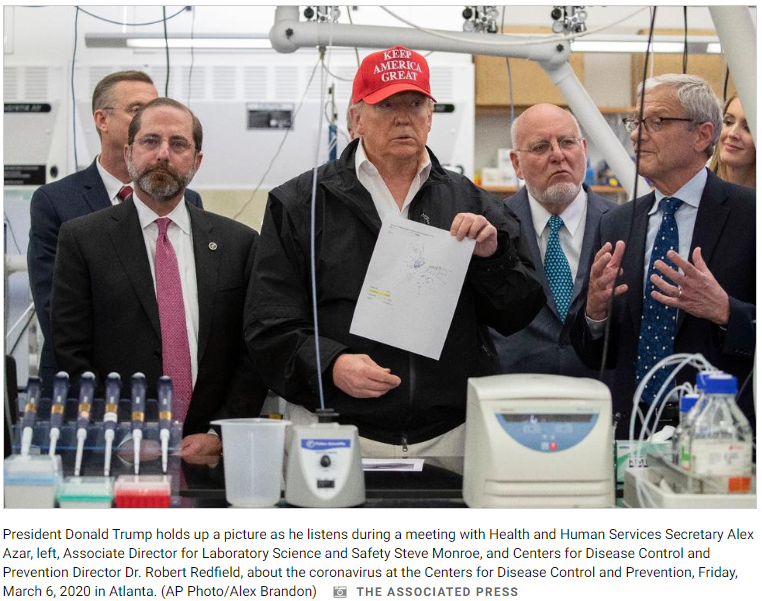 KEEP
AMERICA
GREAT
President Donald Trump holds up a picture as he listens during a meeting with Health and Human Services Secretary Alex
Azar, left, Associate Director for Laboratory Science and Safety Steve Monroe, and Centers for Disease Control and
Prevention Director Dr. Robert Redfield, about the coronavirus at the Centers for Disease Control and Prevention, Friday,
March 6, 2020 in Atlanta. (AP Photo/Alex Brandon) THE ASSOCIATED PRESS